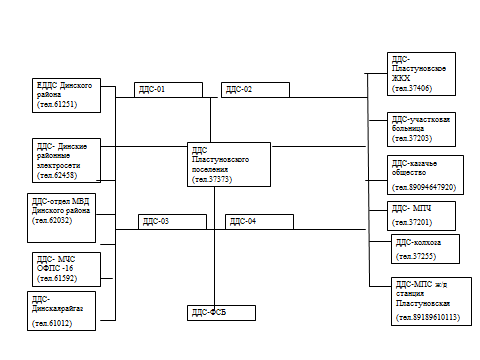 ЕДДС Динского
района
(тел.61251)
ДДС- Динские
районные
электросети
(тел.62458)
ДДС-отдел МВД
Динского района
(тел.62032)
ДДС- МЧС
ОФПС -16
(тел.61592)
ДДС-
Динскаярайгаз
(тел.61012)
ДДС-01
ДДС-02
ДДС
Пластуновского
поселения
(тел.37373)
ДДС-03
ДДС-04
ДДС-ФСБ
ДДС-
Пластуновское
ЖКХ
(тел.37406)
ДДС-участковая
больница
(тел.37203)
ДДС-казачье
общество
(тел.89094647920)
ДДС- МПЧ
(тел.37201)
ДДС-колхоза
(тел.37255)
ДДС-МПС ж/д
станция
Пластуновская
(тел.89189610113)